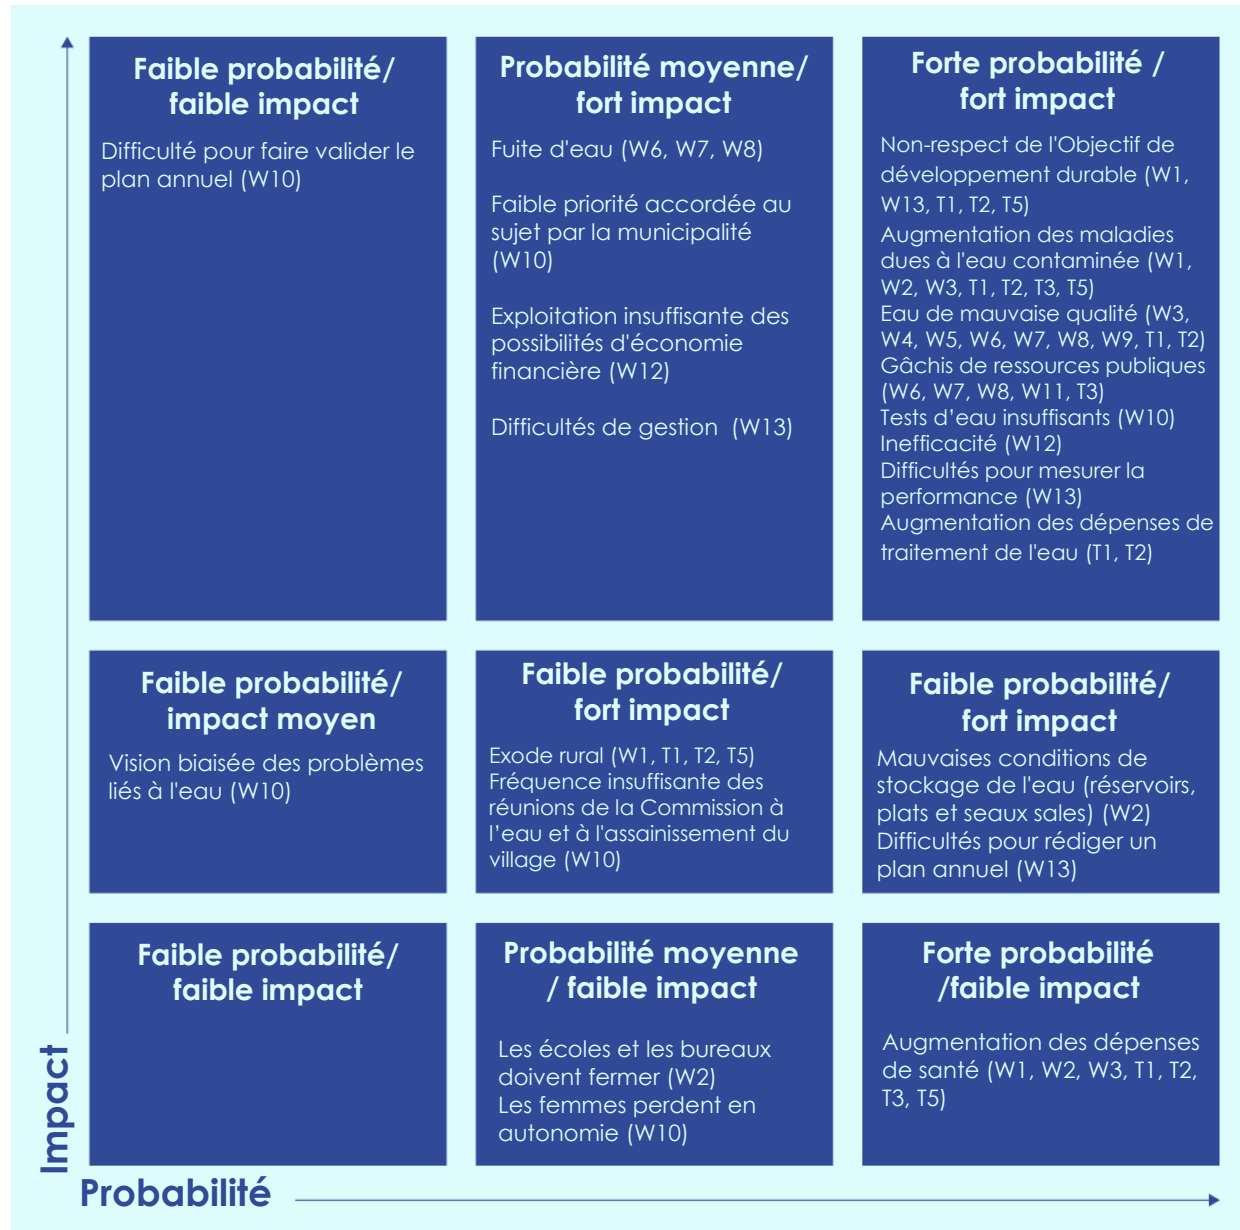 Faible probabilité/
faible impact
Difficulté pour faire valider le
plan annuel (W10)
Probabilité moyenne/
fort impact
Fuite d'eau (W6, W7, W8)
Faible priorité accordée au
sujet par la municipalité
(W10)
Exploitation insuffisante des
possibilités d'économie
financière (W12)
Difficultés de gestion  (W13)
Forte probabilité /
fort impact
Non-respect de l'Objectif de
développement durable (W1,
W13, T1, T2, T5)
Augmentation des maladies
dues à l'eau contaminée (W1,
W2, W3, T1, T2, T3, T5)
Eau de mauvaise qualité (W3,
W4, W5, W6, W7, W8, W9, T1, T2)
Gâchis de ressources publiques
(W6, W7, W8, W11, T3)
Tests d’eau insuffisants (W10)
Inefficacité (W12)
Difficultés pour mesurer la
performance (W13)
Augmentation des dépenses de
traitement de l'eau (T1, T2)
Faible probabilité/
impact moyen
Vision biaisée des problèmes
liés à l'eau (W10)
Faible probabilité/
fort impact
Exode rural (W1, T1, T2, T5)
Fréquence insuffisante des
réunions de la Commission à
l’eau et à l'assainissement du
village (W10)
Faible probabilité/
fort impact
Mauvaises conditions de
stockage de l'eau (réservoirs,
plats et seaux sales) (W2)
Difficultés pour rédiger un
plan annuel (W13)
Faible probabilité/
faible impact
Probabilité moyenne
/ faible impact
Les écoles et les bureaux
doivent fermer (W2)
Les femmes perdent en
autonomie (W10)
Forte probabilité
/faible impact
Augmentation des dépenses
de santé (W1, W2, W3, T1, T2,
T3, T5)
Impact
Probabilité